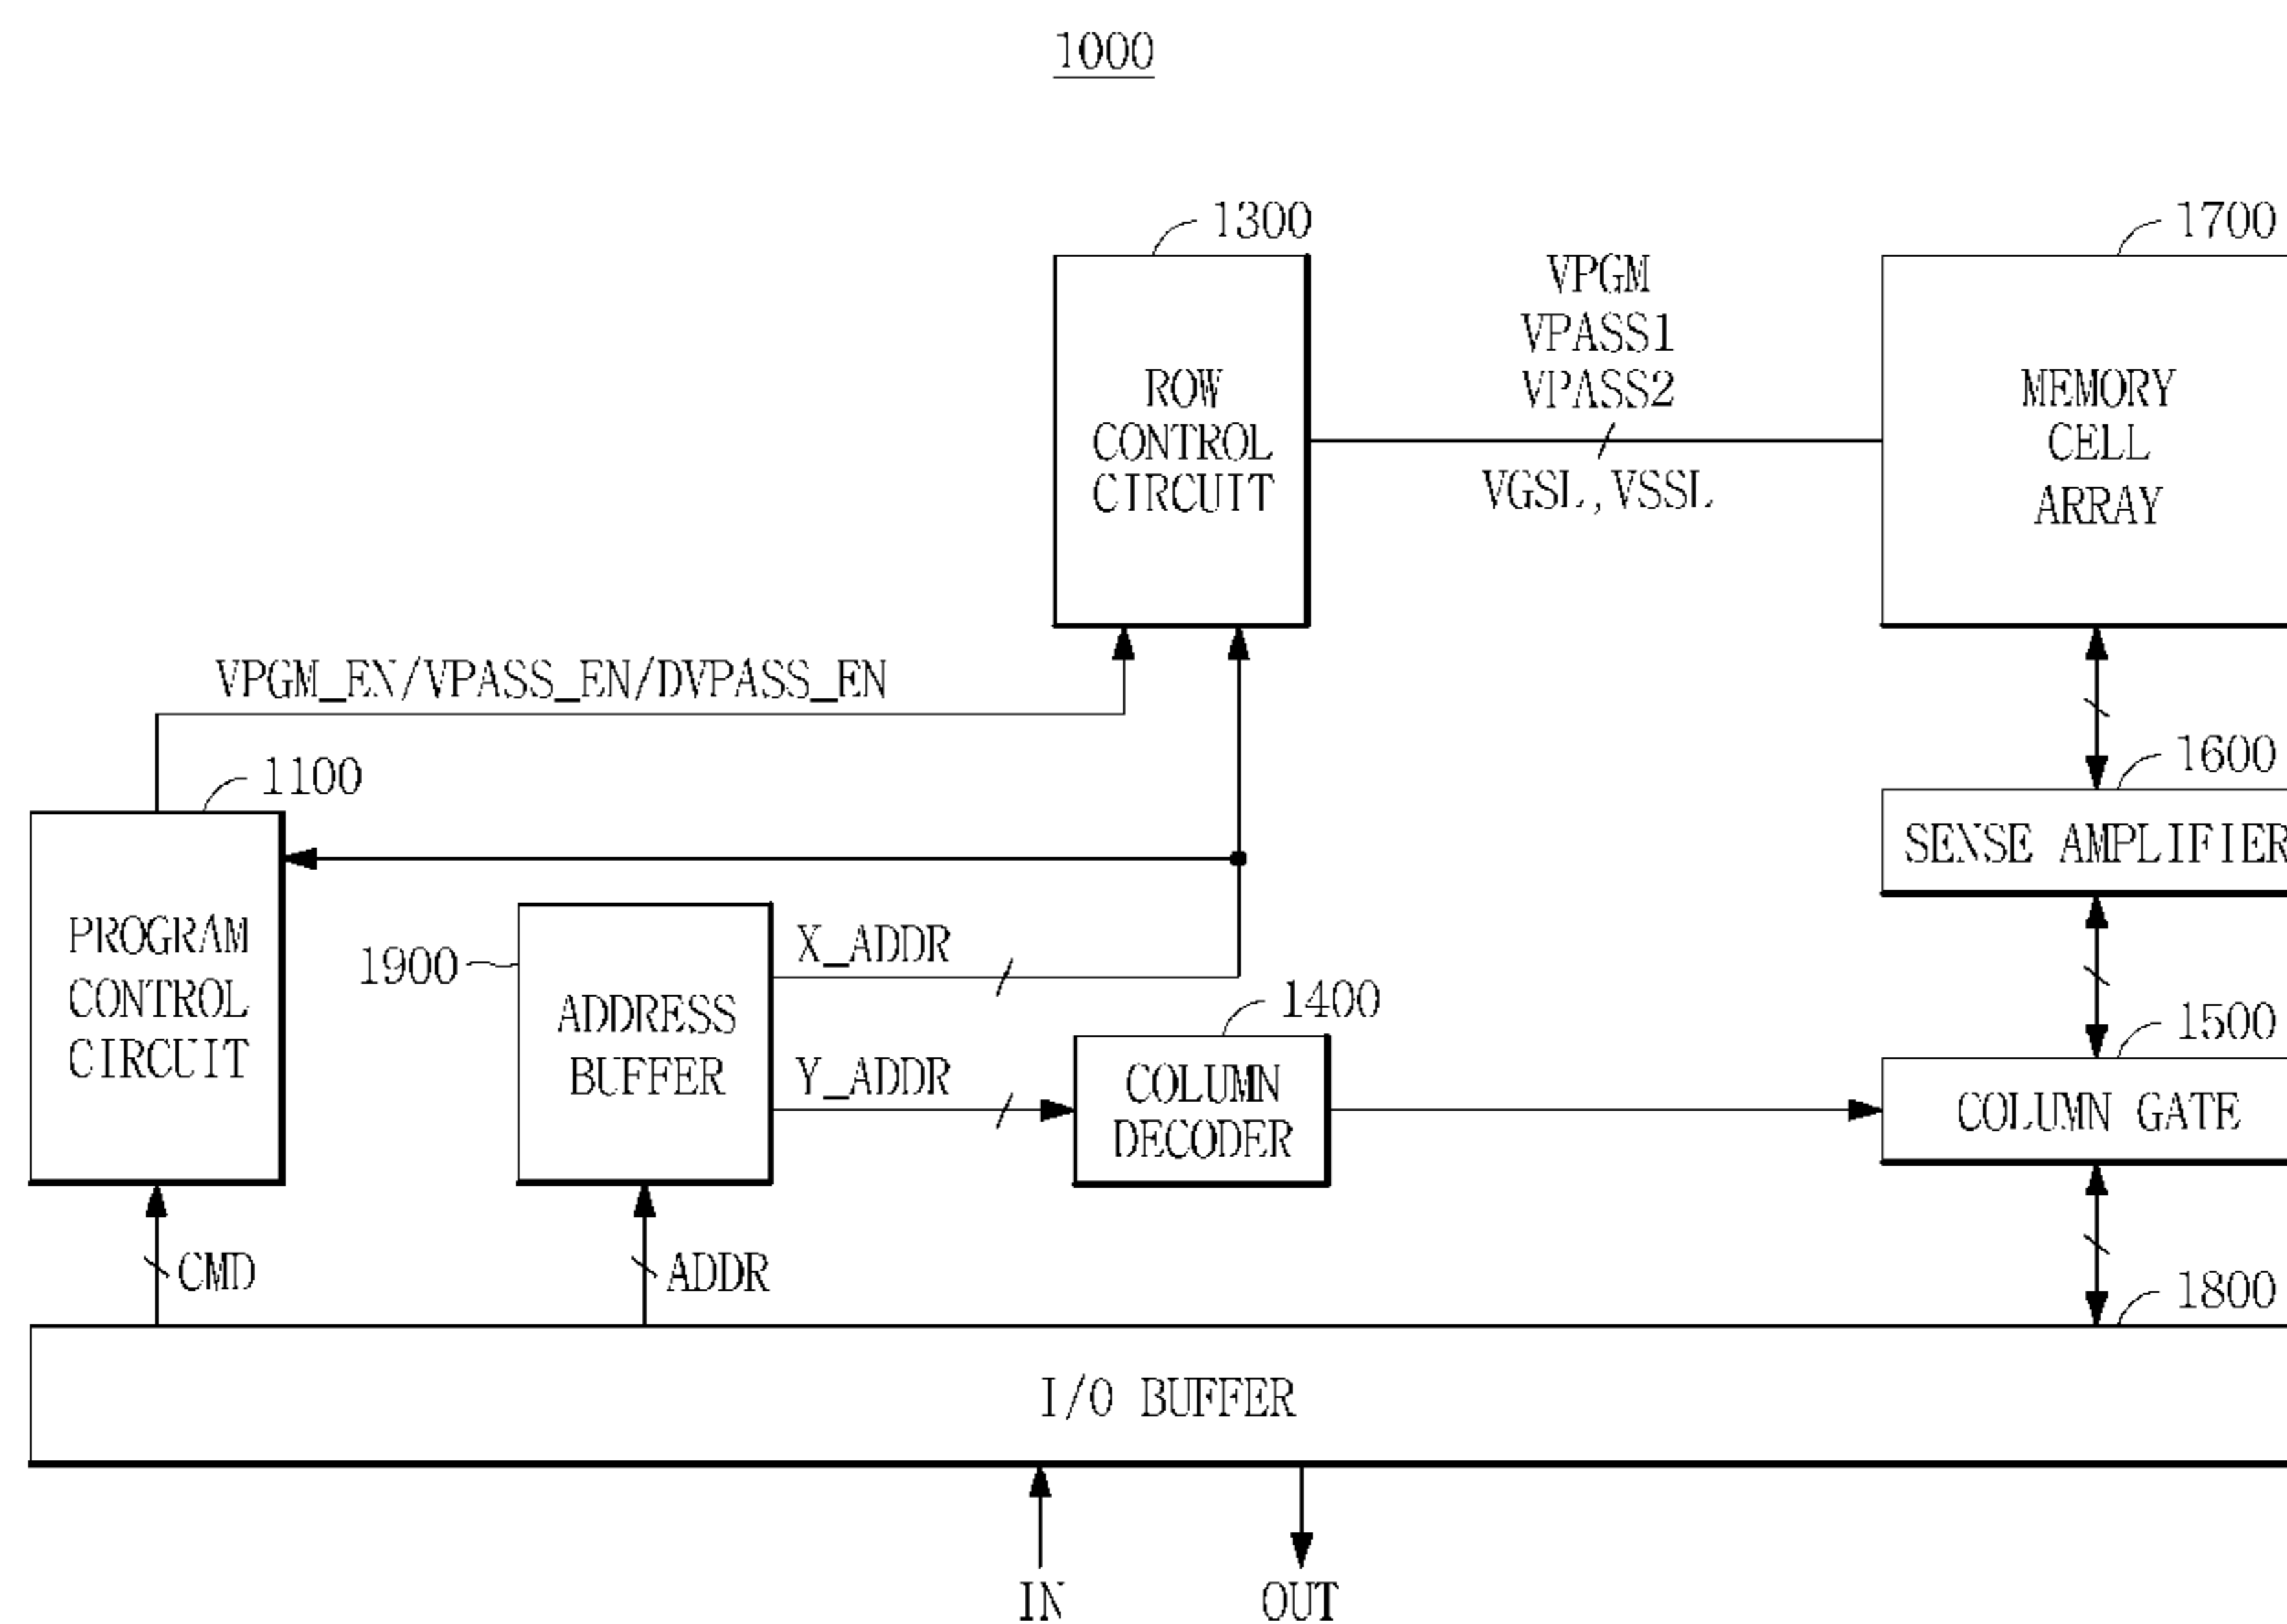 1000
1300
1700
VPGM
VPASS1
VPASS2
ROW
CONTROL
CIRCUIT
VGSL,VSSL
MEMORY
CELL
ARRAY
VPGM_EN/VPASS_EN/DVPASS_EN
1100
1600
SENSE AMPLIFIER
PROGRAM
CONTROL
CIRCUIT
1900
ADDRESS
BUFFER
X_ADDR
Y_ADDR
1400
COLUMN
DECODER
1500
COLUMN GATE
CMD
ADDR
1800
I/O BUFFER
IN
OUT